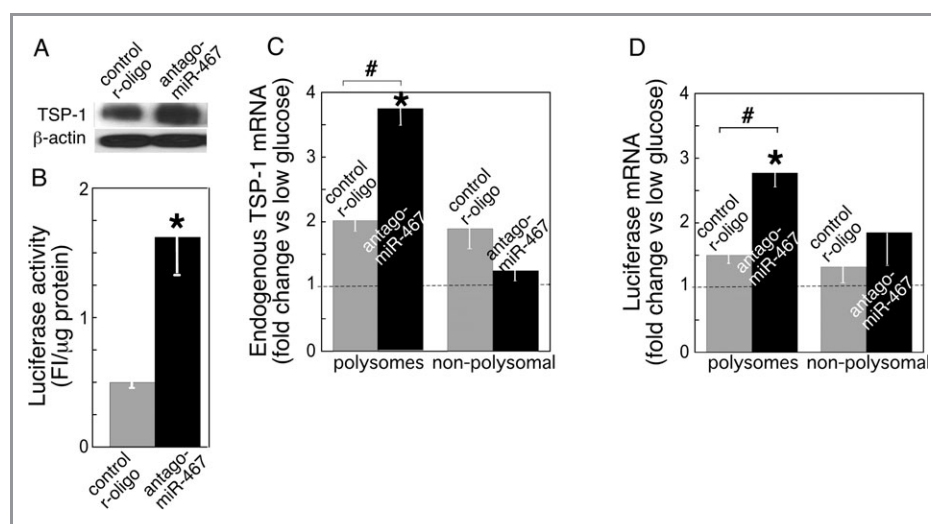 A
control
r-oligo
antago-
miR-467
TSP-1
β-actin
B
Luciferase activity
(FI/µg protein)
2
1
0
*
control
r-oligo
antago-
miR-467
C
Endogenous TSP-1 mRNA
(fold change vs low glucose)
4
3
2
1
0
#
*
control
r-oligo
antago-
miR-467
control
r-oligo
antago-
miR-467
polysomes
non-polysomal
D
Luciferase mRNA
(fold change vs low glucose)
4
3
2
1
0
#
*
control
r-oligo
antago-
miR-467
control
r-oligo
antago-
miR-467
polysomes
non-polysomal